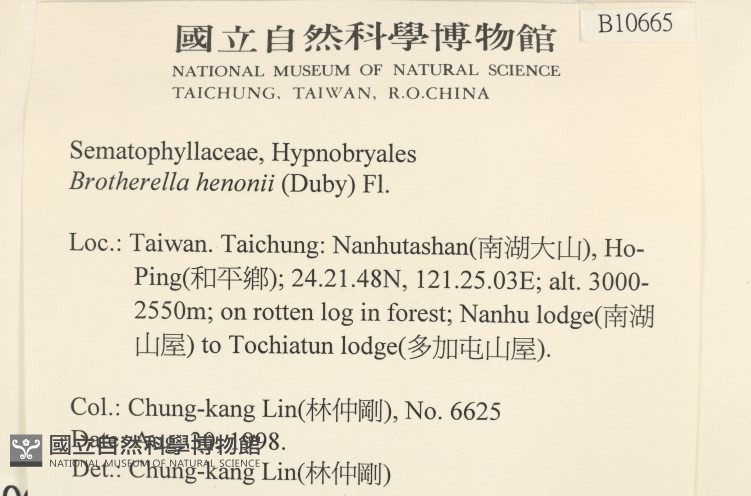 國立自然科學博物館
B10665
NATIONAL MUSEUM OF NATURAL SCIENCE
TAICHUNG, TAIWAN, R.O.CHINA
Sematophyllaceae, Hypnobryales
Brotherella henonii (Duby) Fl.
Loc.: Taiwan. Taichung: Nanhutashan(南湖大山), Ho-
Ping(和平鄉); 24.21.48N, 121.25.03E; alt. 3000-
2550m; on rotten log in forest; Nanhu lodge(南湖
山屋) to Tochiatun lodge(多加屯山屋).
Col.: Chung-kang Lin(林仲剛), No. 6625
Date: Aug. 30, 1998.
國立自然科學博物館
NATIONAL MUSEUM OF NATURAL SCIENCE
Det.: Chung-kang Lin(林仲剛)